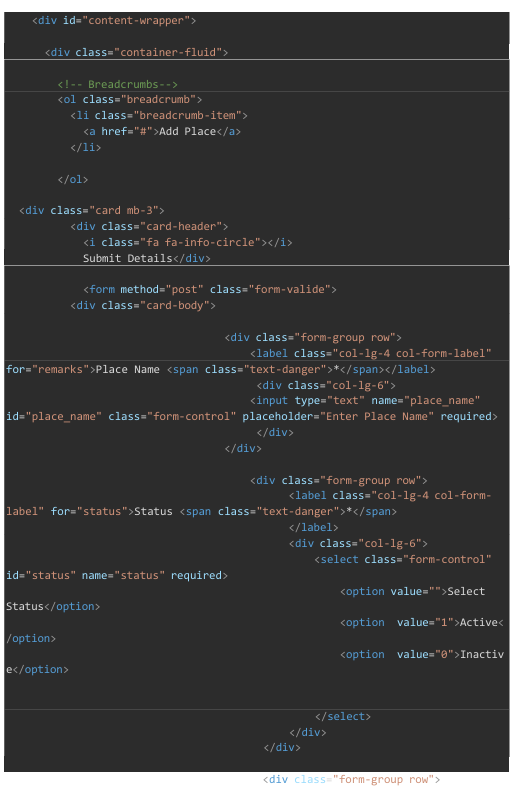 <div id="content-wrapper">
<div class="container-fluid">
<!-- Breadcrumbs-->
<ol class="breadcrumb">
<li class="breadcrumb-item">
<a href="#">Add Place</a>
</li>
</ol>
<div class="card mb-3">
<div class="card-header">
<i class="fa fa-info-circle"></i>
Submit Details</div>
<form method="post" class="form-valide">
<div class="card-body">
<div class="form-group row">
<label class="col-lg-4 col-form-label"
for="remarks">Place Name <span class="text-danger">*</span></label>
<div class="col-lg-6">
<input type="text" name="place_name"
id="place_name" class="form-control" placeholder="Enter Place Name" required>
</div>
</div>
<div class="form-group row">
<label class="col-lg-4 col-form-
label" for="status">Status <span class="text-danger">*</span>
</label>
<div class="col-lg-6">
<select class="form-control"
id="status" name="status" required>
<option value="">Select
Status</option>
<option  value="1">Active<
/option>
<option  value="0">Inactiv
e</option>
</select>
</div>
</div>
<div class="form-group row">